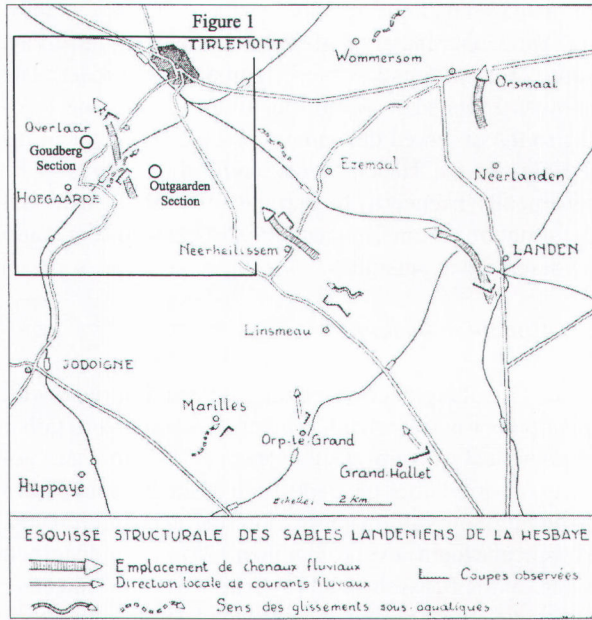 Figure 1
TIRLEMONT
Wommersom
Orsmaal
Overlaar
Goudberg
Section
Ezemaal
Neerlanden
HOEGAARDE
Outgaarden
Section
Neerheilissem
LANDEN
Linsmeau
JODOIGNE
Marilles
Orp-le-Grand
Grand-Hallet
Huppaye
Echelle: 2 Km
ESQUISSE STRUCTURALE DES SABLES LANDENIENS DE LA HESBAYE
Emplacement de chenaux fluviaux
Direction locale de courants fluviaux
Coupes observées
Sens des glissements sous-aquatiques